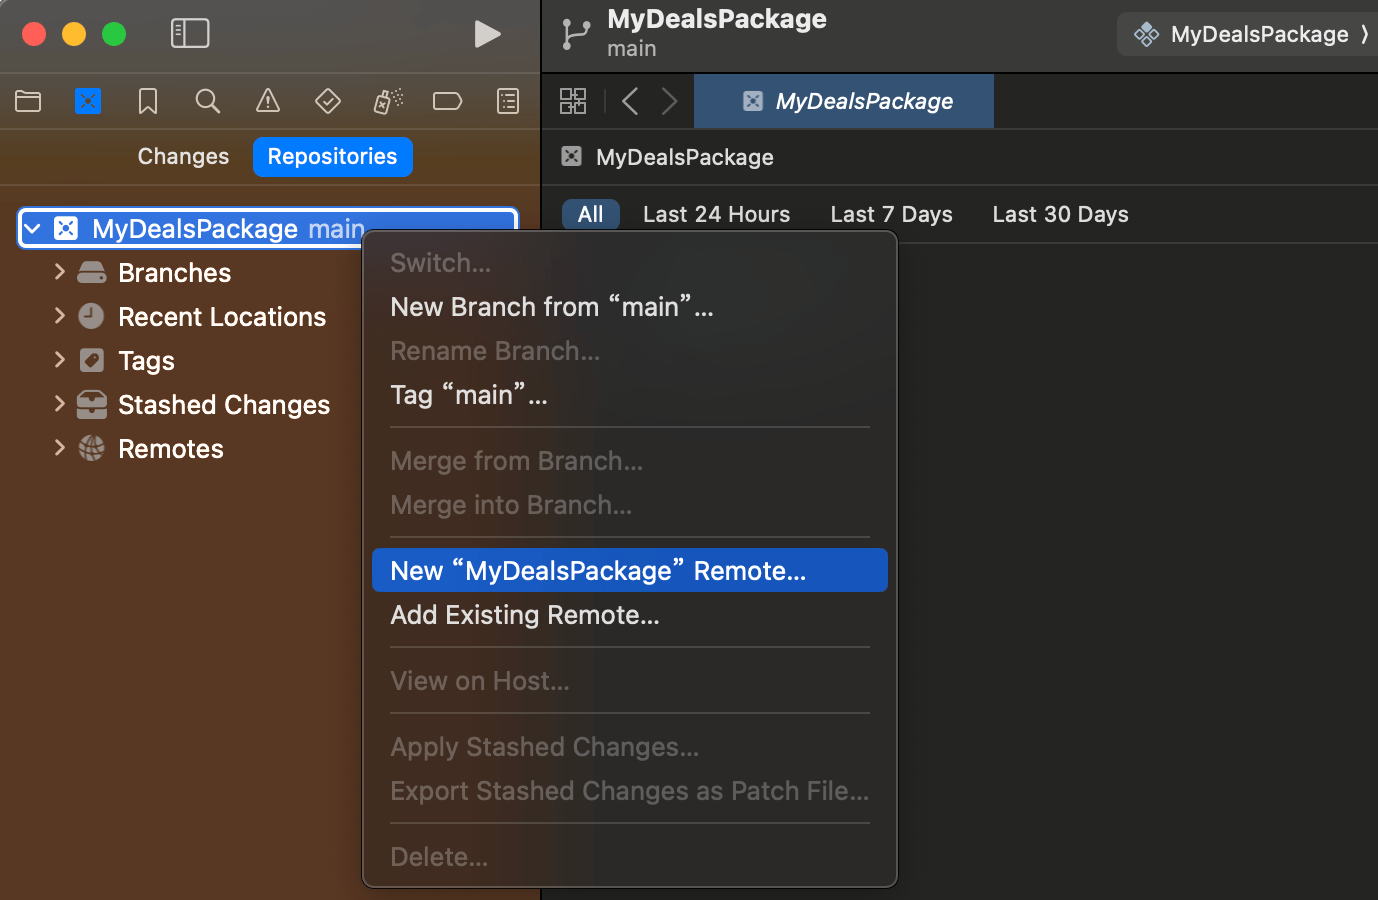 MyDealsPackage
main
MyDealsPackage
MyDealsPackage
Changes
Repositories
MyDealsPackage
All
Last 24 Hours
Last 7 Days
Last 30 Days
MyDealsPackage main
Branches
Recent Locations
Tags
Stashed Changes
Remotes
Switch...
New Branch from “main”...
Rename Branch...
Tag “main”...
Merge from Branch...
Merge into Branch...
New “MyDealsPackage” Remote...
Add Existing Remote...
View on Host...
Apply Stashed Changes...
Export Stashed Changes as Patch File...
Delete...